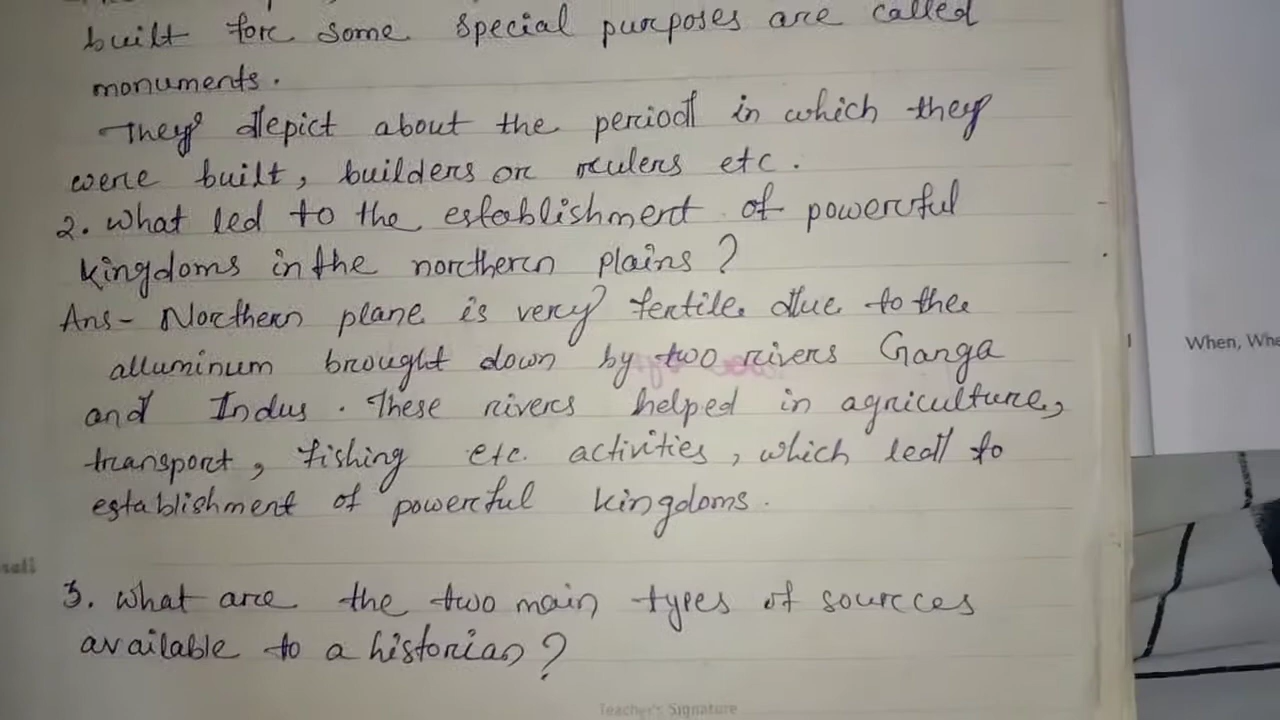 built for some special purposes are called
monuments.
They depict about the period in which they
were built, builders or rulers etc.
2. What led to the establishment of powerful
kingdoms in the northern plains?
Ans- Northern plane is very fertile due to the
alluminum brought down by two rivers Ganga
and Indus. These rivers helped in agriculture,
transport, fishing etc. activities, which led to
establishment of powerful kingdoms.
3. What are the two main types of sources
available to a historian?
Teacher's Signature
When, Whe